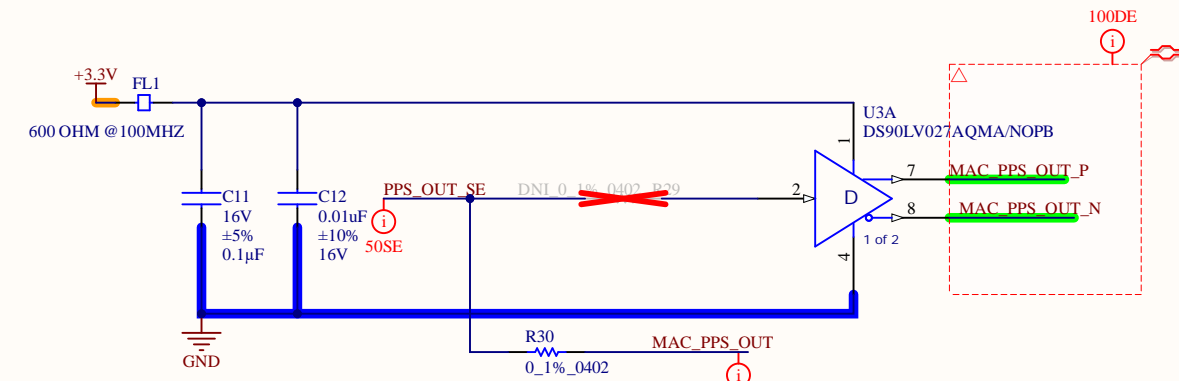 100DE
i
+3.3V
FL1
600 OHM @100MHZ
U3A
DS90LV027AQMA/NOPB
1
7
MAC_PPS_OUT_P
C11
16V
±5%
0.1µF
C12
0.01uF
±10%
16V
PPS_OUT_SE
DNI_0_1%_0402_R29
2
D
8
MAC_PPS_OUT_N
i
50SE
1 of 2
4
GND
R30
0_1%_0402
MAC_PPS_OUT
i